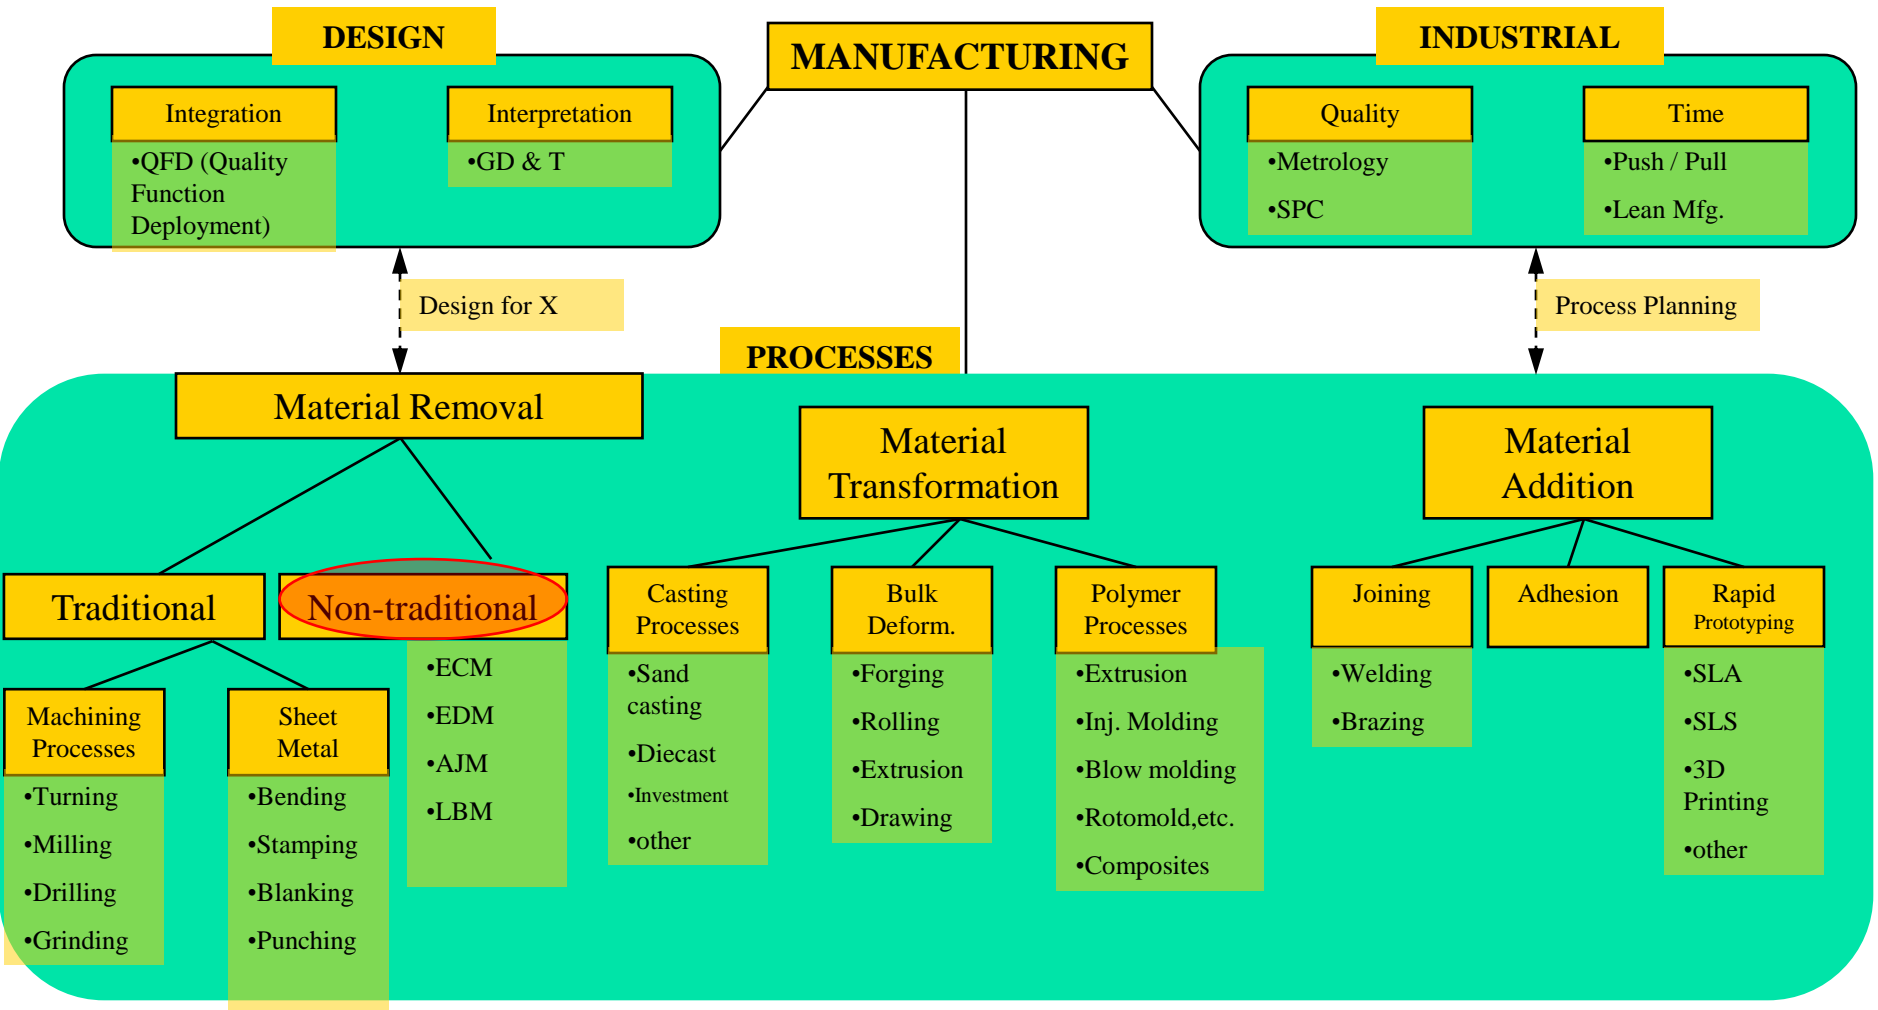 DESIGN
MANUFACTURING
INDUSTRIAL
Integration
•QFD (Quality
Function
Deployment)
Interpretation
•GD & T
Quality
•Metrology
•SPC
Time
•Push / Pull
•Lean Mfg.
Design for X
Process Planning
PROCESSES
Material Removal
Traditional
Machining
Processes
•Turning
•Milling
•Drilling
•Grinding
Sheet
Metal
•Bending
•Stamping
•Blanking
•Punching
Non-traditional
•ECM
•EDM
•AJM
•LBM
Material
Transformation
Casting
Processes
•Sand
casting
•Diecast
•Investment
•other
Bulk
Deform.
•Forging
•Rolling
•Extrusion
•Drawing
Polymer
Processes
•Extrusion
•Inj. Molding
•Blow molding
•Rotomold,etc.
•Composites
Material
Addition
Joining
•Welding
•Brazing
Adhesion
Rapid
Prototyping
•SLA
•SLS
•3D
Printing
•other